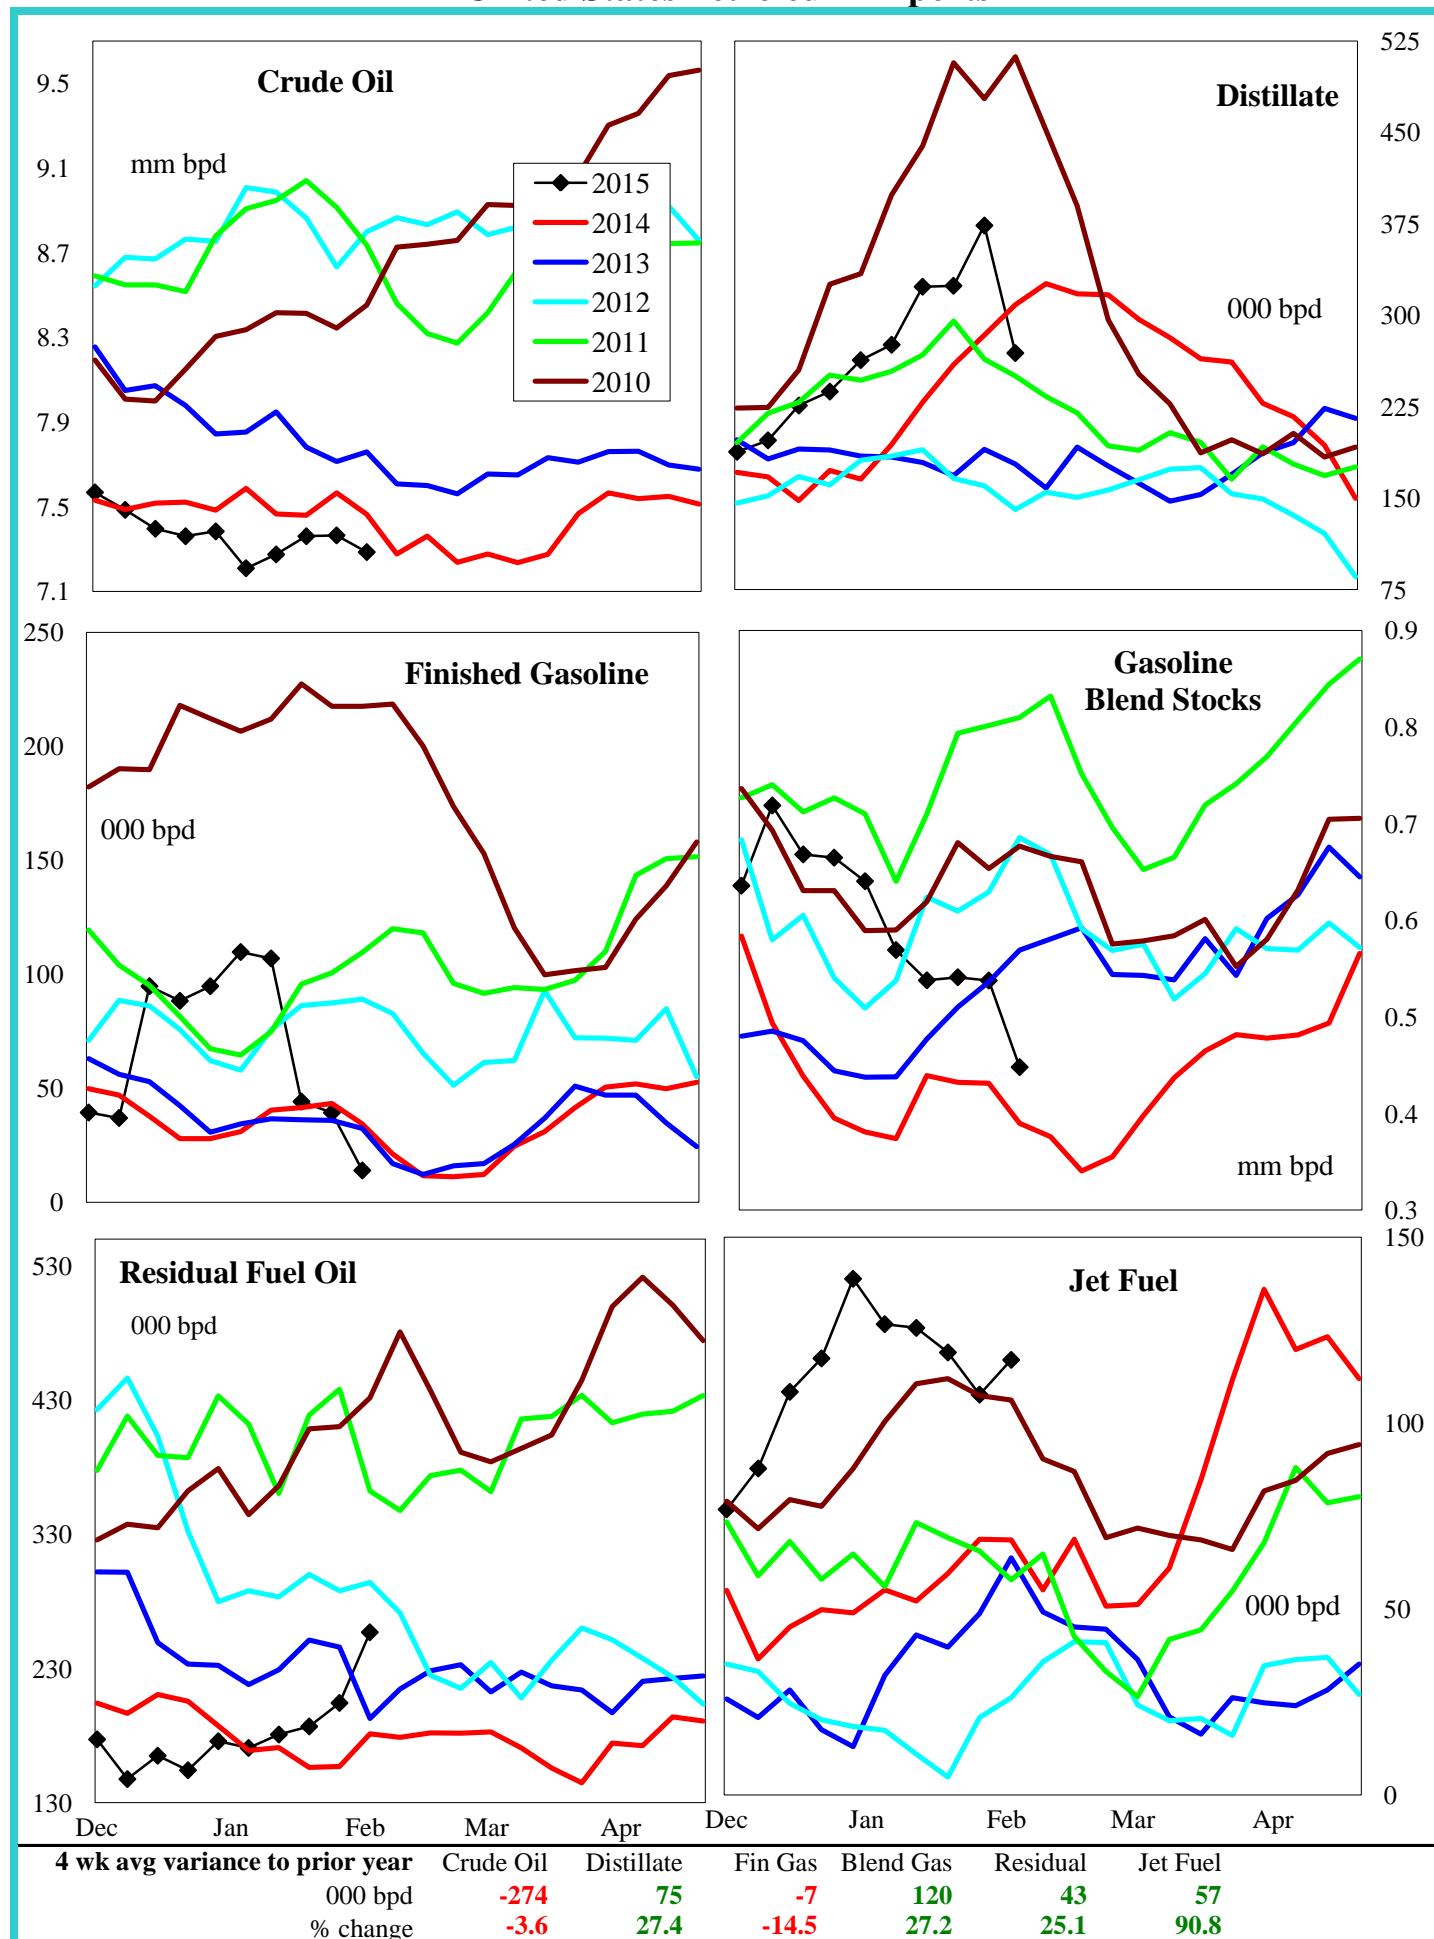 Crude Oil
mm bpd
9.5
9.1
8.7
8.3
7.9
7.5
7.1
2015
2014
2013
2012
2011
2010
Distillate
000 bpd
525
450
375
300
225
150
75
Finished Gasoline
000 bpd
250
200
150
100
50
0
Gasoline
Blend Stocks
mm bpd
0.9
0.8
0.7
0.6
0.5
0.4
0.3
Residual Fuel Oil
000 bpd
530
430
330
230
130
Dec Jan Feb Mar Apr
Jet Fuel
000 bpd
150
100
50
0
Dec Jan Feb Mar Apr
4 wk avg variance to prior year Crude Oil Distillate Fin Gas Blend Gas Residual Jet Fuel
000 bpd -274 75 -7 120 43 57
% change -3.6 27.4 -14.5 27.2 25.1 90.8